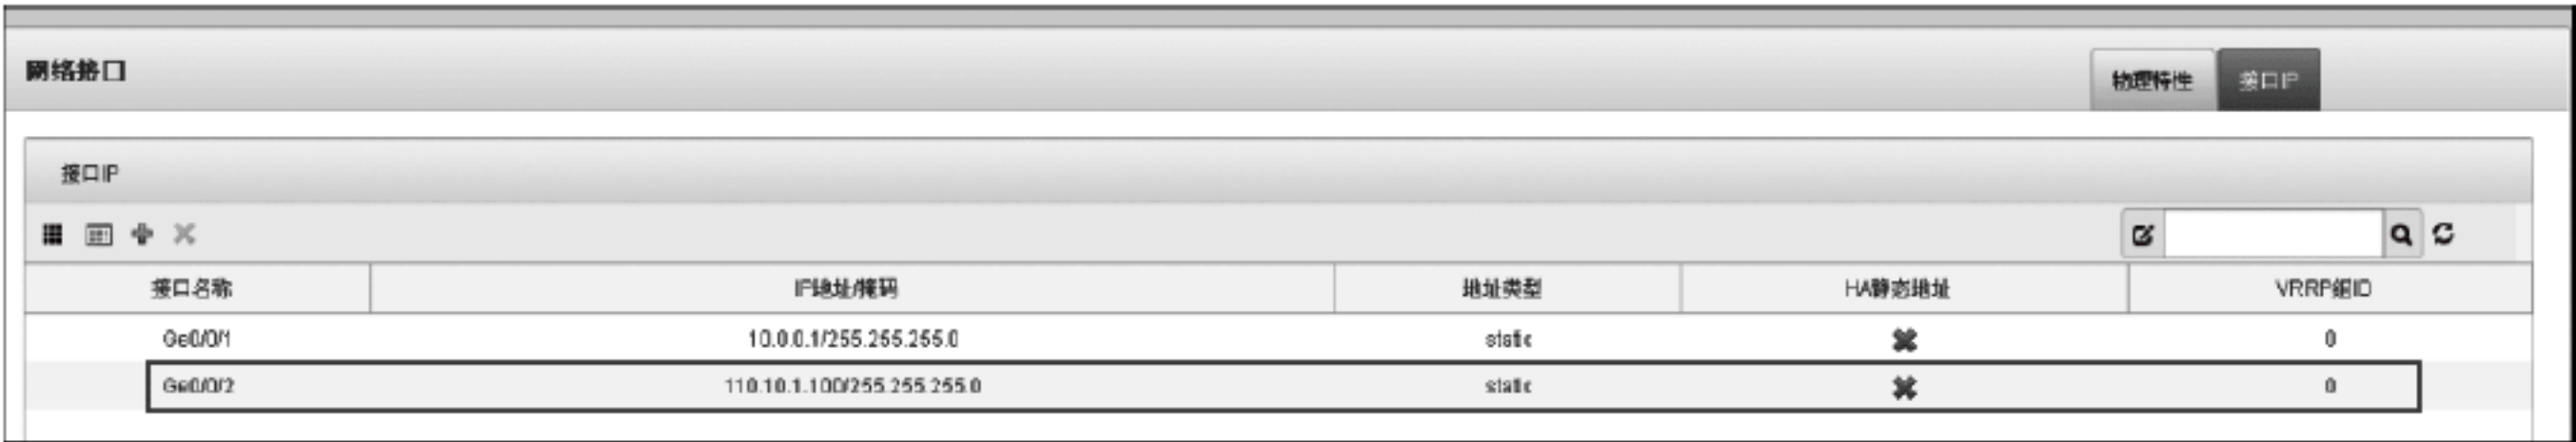 网络接口
物理特性 接口IP
接口IP
接口名称 IP地址/掩码 地址类型 HA静态地址 VRRP组ID
Ge0/0/1 10.0.0.1/255.255.255.0 static 0
Ge0/0/2 110.10.1.100/255.255.255.0 static 0